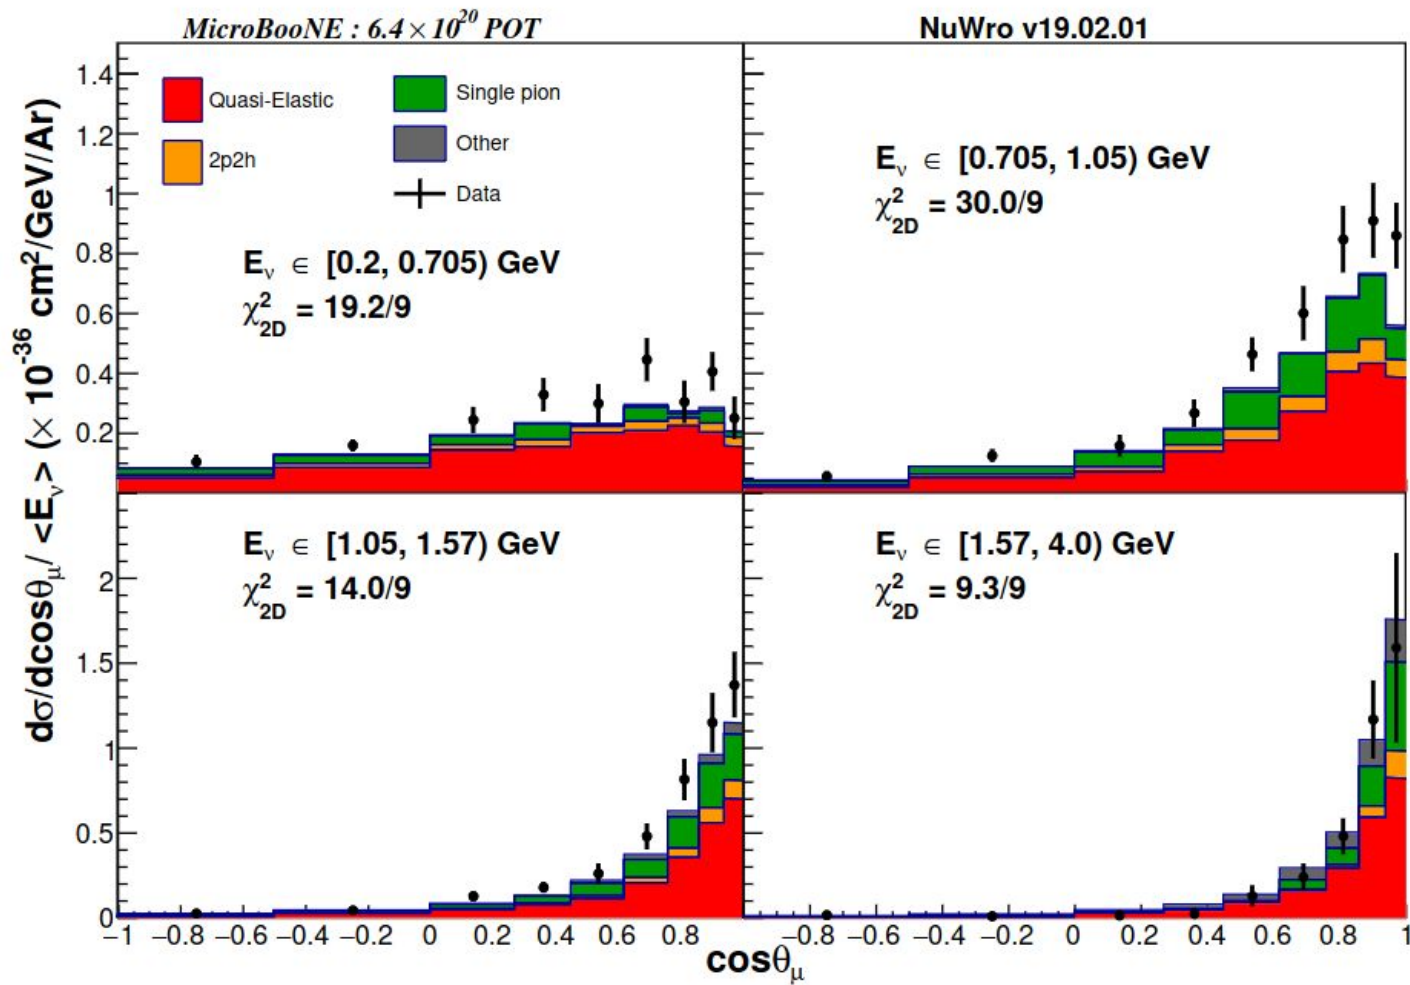 MicroBooNE : 6.4 × 10²⁰ POT
NuWro v19.02.01
Quasi-Elastic
2p2h
Single pion
Other
Data
E_ν ∈ [0.2, 0.705) GeV
χ²_2D = 19.2/9
E_ν ∈ [0.705, 1.05) GeV
χ²_2D = 30.0/9
1.4
1.2
1
0.8
0.6
0.4
0.2
E_ν ∈ [1.05, 1.57) GeV
χ²_2D = 14.0/9
E_ν ∈ [1.57, 4.0) GeV
χ²_2D = 9.3/9
2
1.5
1
0.5
0
−1 −0.8 −0.6 −0.4 −0.2 0 0.2 0.4 0.6 0.8
−0.8 −0.6 −0.4 −0.2 0 0.2 0.4 0.6 0.8 1
cosθ_μ
dσ/dcosθ_μ/ <E_ν> (× 10⁻³⁶ cm²/GeV/Ar)